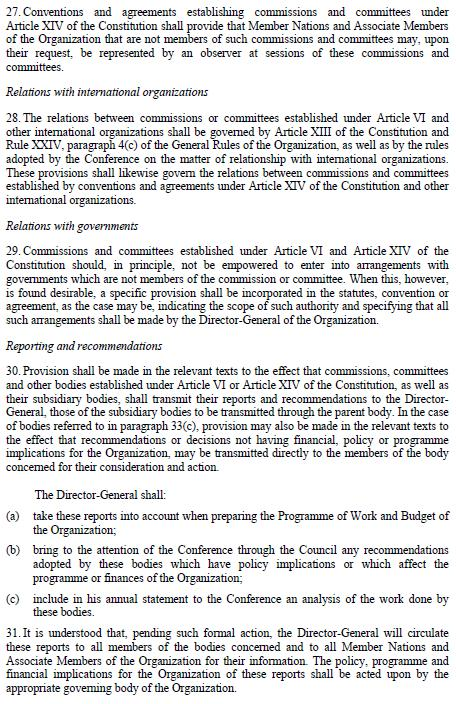 27. Conventions and agreements establishing commissions and committees under
Article XIV of the Constitution shall provide that Member Nations and Associate Members
of the Organization that are not members of such commissions and committees may, upon
their request, be represented by an observer at sessions of these commissions and
committees.
Relations with international organizations
28. The relations between commissions or committees established under Article VI and
other international organizations shall be governed by Article XIII of the Constitution and
Rule XXIV, paragraph 4(c) of the General Rules of the Organization, as well as by the rules
adopted by the Conference on the matter of relationship with international organizations.
These provisions shall likewise govern the relations between commissions and committees
established by conventions and agreements under Article XIV of the Constitution and other
international organizations.
Relations with governments
29. Commissions and committees established under Article VI and Article XIV of the
Constitution should, in principle, not be empowered to enter into arrangements with
governments which are not members of the commission or committee. When this, however,
is found desirable, a specific provision shall be incorporated in the statutes, convention or
agreement, as the case may be, indicating the scope of such authority and specifying that all
such arrangements shall be made by the Director-General of the Organization.
Reporting and recommendations
30. Provision shall be made in the relevant texts to the effect that commissions, committees
and other bodies established under Article VI or Article XIV of the Constitution, as well as
their subsidiary bodies, shall transmit their reports and recommendations to the Director-
General, those of the subsidiary bodies to be transmitted through the parent body. In the case
of bodies referred to in paragraph 33(c), provision may also be made in the relevant texts to
the effect that recommendations or decisions not having financial, policy or programme
implications for the Organization, may be transmitted directly to the members of the body
concerned for their consideration and action.
The Director-General shall:
(a) take these reports into account when preparing the Programme of Work and Budget of
the Organization;
(b) bring to the attention of the Conference through the Council any recommendations
adopted by these bodies which have policy implications or which affect the
programme or finances of the Organization;
(c) include in his annual statement to the Conference an analysis of the work done by
these bodies.
31. It is understood that, pending such formal action, the Director-General will circulate
these reports to all members of the bodies concerned and to all Member Nations and
Associate Members of the Organization for their information. The policy, programme and
financial implications for the Organization of these reports shall be acted upon by the
appropriate governing body of the Organization.